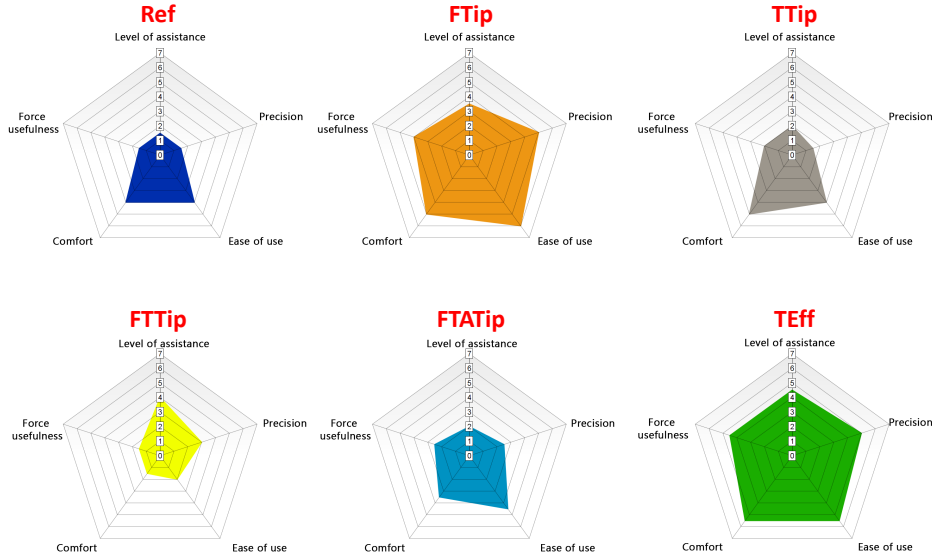 Ref
Level of assistance
7
6
5
4
3
2
1
0
Force
usefulness
Precision
Comfort
Ease of use
FTip
Level of assistance
7
6
5
4
3
2
1
0
Force
usefulness
Precision
Comfort
Ease of use
TTip
Level of assistance
7
6
5
4
3
2
1
0
Force
usefulness
Precision
Comfort
Ease of use
FTTip
Level of assistance
7
6
5
4
3
2
1
0
Force
usefulness
Precision
Comfort
Ease of use
FTATip
Level of assistance
7
6
5
4
3
2
1
0
Force
usefulness
Precision
Comfort
Ease of use
TEff
Level of assistance
7
6
5
4
3
2
1
0
Force
usefulness
Precision
Comfort
Ease of use